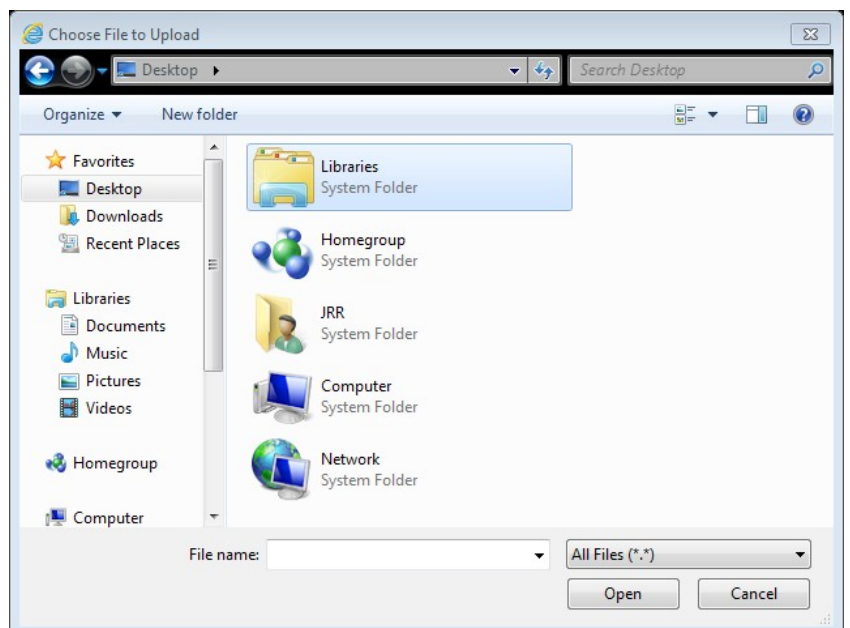 Choose File to Upload
Desktop
Search Desktop
Organize
New folder
Favorites
Desktop
Downloads
Recent Places
Libraries
Documents
Music
Pictures
Videos
Homegroup
Computer
Libraries
System Folder
Homegroup
System Folder
JRR
System Folder
Computer
System Folder
Network
System Folder
File name:
All Files (*.*)
Open
Cancel